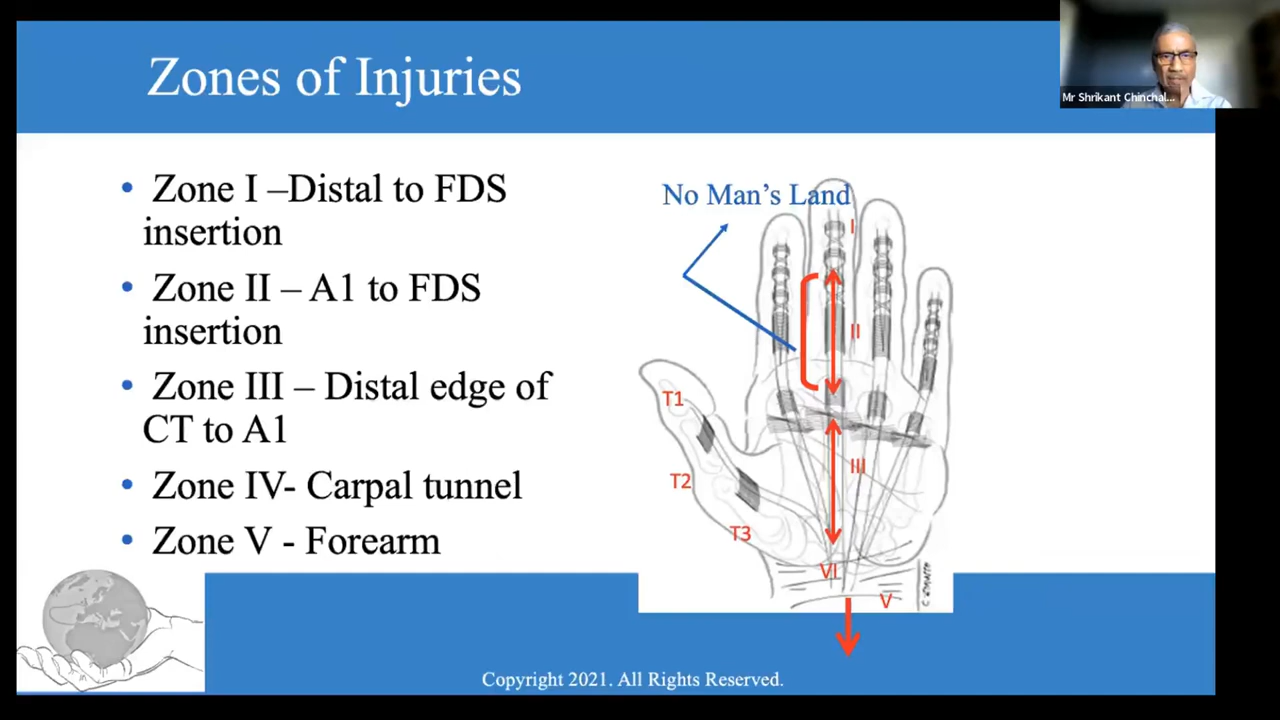 Zones of Injuries
Mr Shrikant Chinchal...
• Zone I –Distal to FDS
insertion
• Zone II – A1 to FDS
insertion
• Zone III – Distal edge of
CT to A1
• Zone IV- Carpal tunnel
• Zone V - Forearm
No Man's Land
I
II
T1
III
T2
T3
VI
V
Copyright 2021. All Rights Reserved.